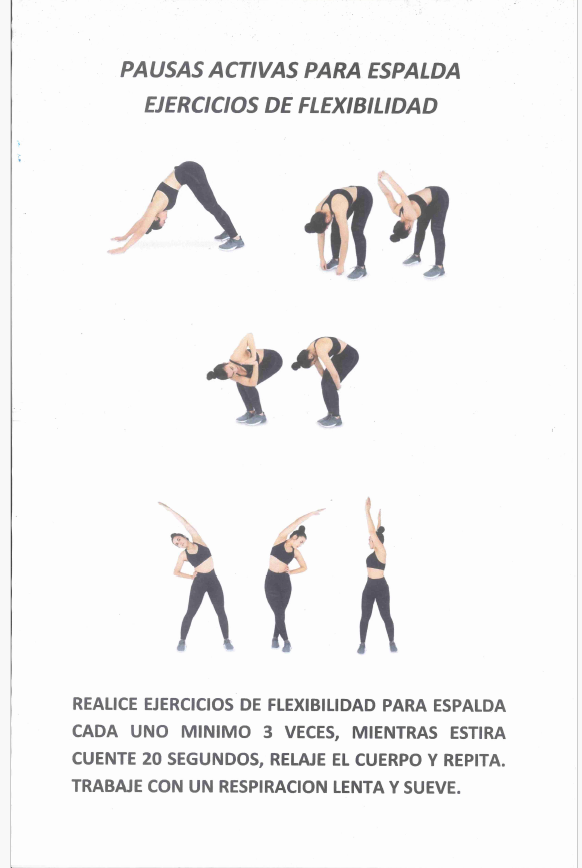 PAUSAS ACTIVAS PARA ESPALDA
EJERCICIOS DE FLEXIBILIDAD
REALICE EJERCICIOS DE FLEXIBILIDAD PARA ESPALDA
CADA UNO MINIMO 3 VECES, MIENTRAS ESTIRA
CUENTE 20 SEGUNDOS, RELAJE EL CUERPO Y REPITA.
TRABAJE CON UN RESPIRACION LENTA Y SUEVE.